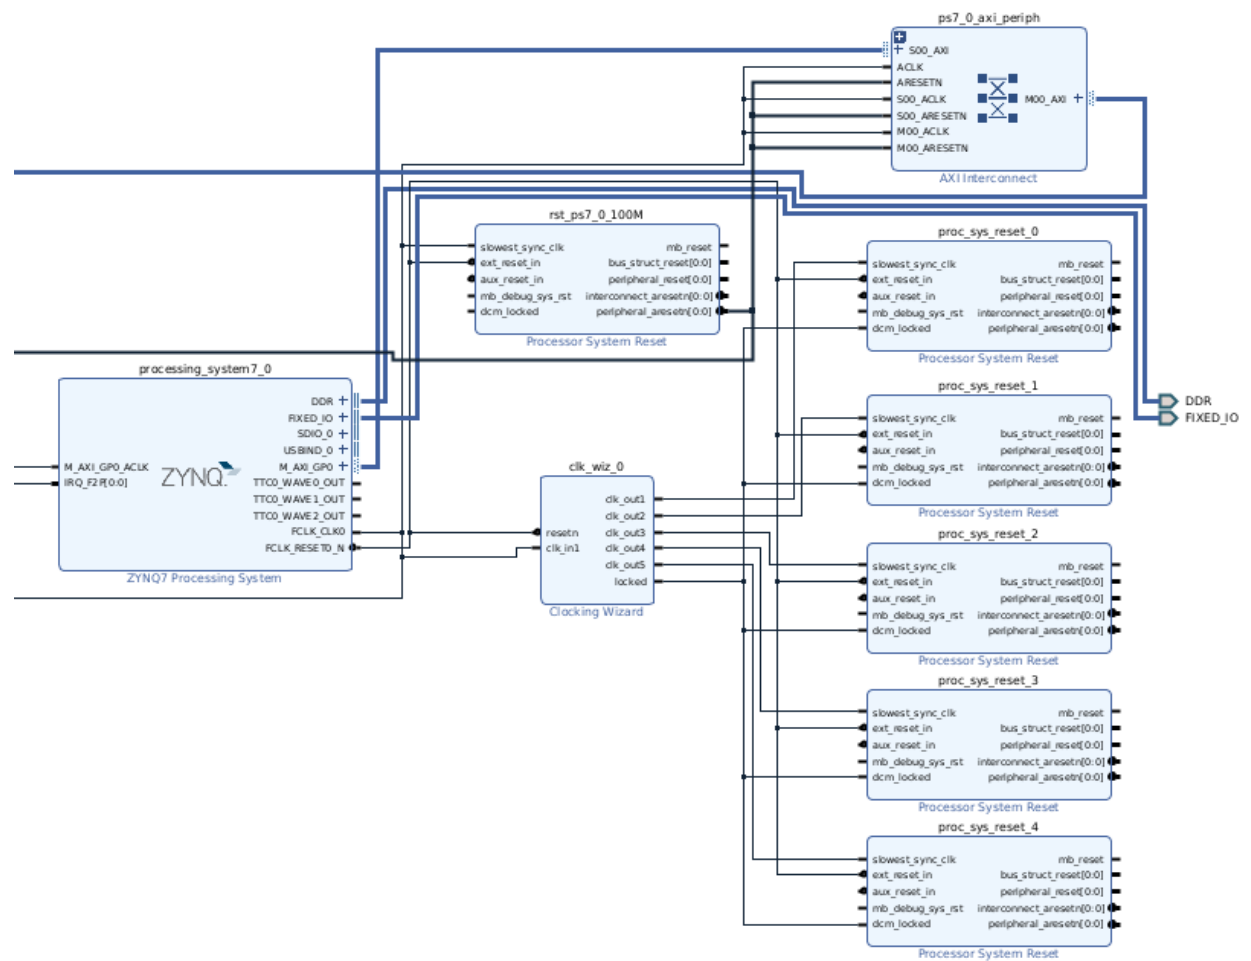 ps7_0_axi_periph
S00_AXI
ACLK
ARESETN
S00_ACLK
M00_AXI
S00_ARESETN
M00_ACLK
M00_ARESETN
AXI Interconnect
rst_ps7_0_100M
slowest_sync_clk mb_reset
ext_reset_in bus_struct_reset[0:0]
aux_reset_in peripheral_reset[0:0]
mb_debug_sys_rst interconnect_aresetn[0:0]
dcm_locked peripheral_aresetn[0:0]
Processor System Reset
proc_sys_reset_0
slowest_sync_clk mb_reset
ext_reset_in bus_struct_reset[0:0]
aux_reset_in peripheral_reset[0:0]
mb_debug_sys_rst interconnect_aresetn[0:0]
dcm_locked peripheral_aresetn[0:0]
Processor System Reset
processing_system7_0
DDR
FIXED_IO
SDIO_0
USBIND_0
M_AXI_GP0_ACLK M_AXI_GP0
IRQ_F2P[0:0] ZYNQ. TTC0_WAVE0_OUT
TTC0_WAVE1_OUT
TTC0_WAVE2_OUT
FCLK_CLK0
FCLK_RESET0_N
ZYNQ7 Processing System
proc_sys_reset_1
slowest_sync_clk mb_reset
ext_reset_in bus_struct_reset[0:0]
aux_reset_in peripheral_reset[0:0]
mb_debug_sys_rst interconnect_aresetn[0:0]
dcm_locked peripheral_aresetn[0:0]
Processor System Reset
DDR
FIXED_IO
clk_wiz_0
clk_out1
clk_out2
resetn clk_out3
clk_in1 clk_out4
clk_out5
locked
Clocking Wizard
proc_sys_reset_2
slowest_sync_clk mb_reset
ext_reset_in bus_struct_reset[0:0]
aux_reset_in peripheral_reset[0:0]
mb_debug_sys_rst interconnect_aresetn[0:0]
dcm_locked peripheral_aresetn[0:0]
Processor System Reset
proc_sys_reset_3
slowest_sync_clk mb_reset
ext_reset_in bus_struct_reset[0:0]
aux_reset_in peripheral_reset[0:0]
mb_debug_sys_rst interconnect_aresetn[0:0]
dcm_locked peripheral_aresetn[0:0]
Processor System Reset
proc_sys_reset_4
slowest_sync_clk mb_reset
ext_reset_in bus_struct_reset[0:0]
aux_reset_in peripheral_reset[0:0]
mb_debug_sys_rst interconnect_aresetn[0:0]
dcm_locked peripheral_aresetn[0:0]
Processor System Reset